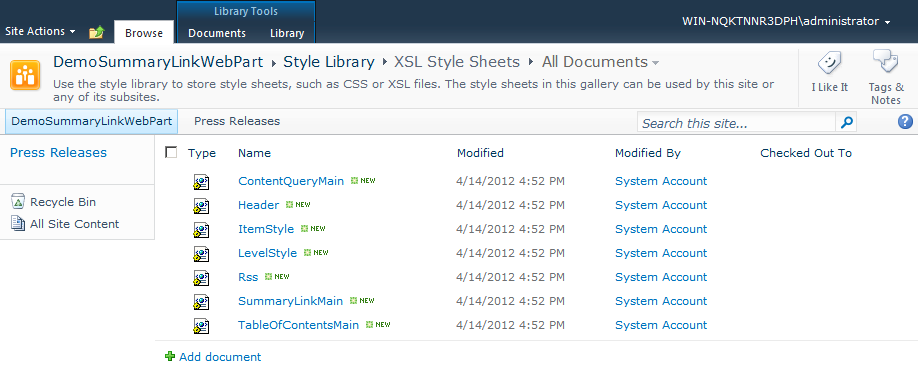 Library Tools
WIN-NQKTNNR3DPH\administrator
Site Actions Browse Documents Library
DemoSummaryLinkWebPart Style Library XSL Style Sheets All Documents
Use the style library to store style sheets, such as CSS or XSL files. The style sheets in this gallery can be used by this site or
any of its subsites.
I Like It Tags &
Notes
DemoSummaryLinkWebPart Press Releases Search this site...
Press Releases
Recycle Bin
All Site Content
Type Name Modified Modified By Checked Out To
ContentQueryMain NEW 4/14/2012 4:52 PM System Account
Header NEW 4/14/2012 4:52 PM System Account
ItemStyle NEW 4/14/2012 4:52 PM System Account
LevelStyle NEW 4/14/2012 4:52 PM System Account
Rss NEW 4/14/2012 4:52 PM System Account
SummaryLinkMain NEW 4/14/2012 4:52 PM System Account
TableOfContentsMain NEW 4/14/2012 4:52 PM System Account
Add document